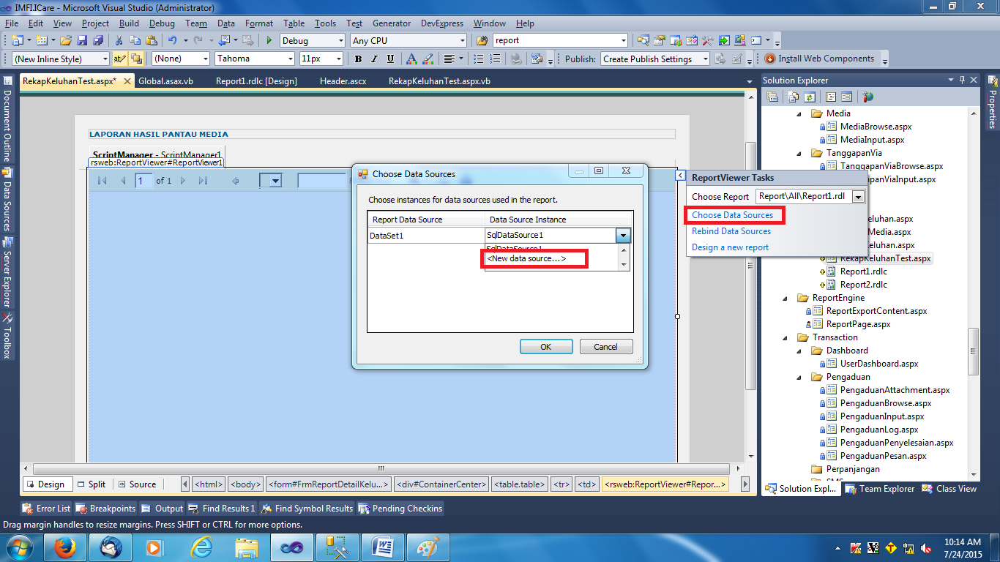 IMFI.ICare - Microsoft Visual Studio (Administrator)
File Edit View Project Build Debug Team Data Format Table Tools Test Generator DevExpress Window Help
Debug Any CPU report
(New Inline Style) (None) Tahoma 11px B I U A Publish: Create Publish Settings Install Web Components
RekapKeluhanTest.aspx* Global.asax.vb Report1.rdlc [Design] Header.ascx RekapKeluhanTest.aspx.vb
Document Outline
Data Sources
Server Explorer
Toolbox
LAPORAN HASIL PANTAU MEDIA
ScriptManager - ScriptManager1
rsweb:ReportViewer#ReportViewer1
1 of 1
Choose Data Sources
Choose instances for data sources used in the report.
Report Data Source Data Source Instance
DataSet1 SqlDataSource1
SqlDataSource1
<New data source...>
OK Cancel
ReportViewer Tasks
Choose Report Report\All\Report1.rdl
Choose Data Sources
Rebind Data Sources
Design a new report
Solution Explorer
Properties
Media
MediaBrowse.aspx
MediaInput.aspx
TanggapanVia
TanggapanViaBrowse.aspx
panViaInput.aspx
luhan.aspx
Media.aspx
Keluhan.aspx
RekapKeluhanTest.aspx
Report1.rdlc
Report2.rdlc
ReportEngine
ReportExportContent.aspx
ReportPage.aspx
Transaction
Dashboard
UserDashboard.aspx
Pengaduan
PengaduanAttachment.aspx
PengaduanBrowse.aspx
PengaduanInput.aspx
PengaduanLog.aspx
PengaduanPenyelesaian.aspx
PengaduanPesan.aspx
Perpanjangan
Solution Expl... Team Explorer Class View
Design Split Source <html> <body> <form#FrmReportDetailKelu...> <div#ContainerCenter> <table.table> <tr> <td> <rsweb:ReportViewer#Repor...>
Error List Breakpoints Output Find Results 1 Find Symbol Results Pending Checkins
Drag margin handles to resize margins. Press SHIFT or CTRL for more options.
10:14 AM
7/24/2015